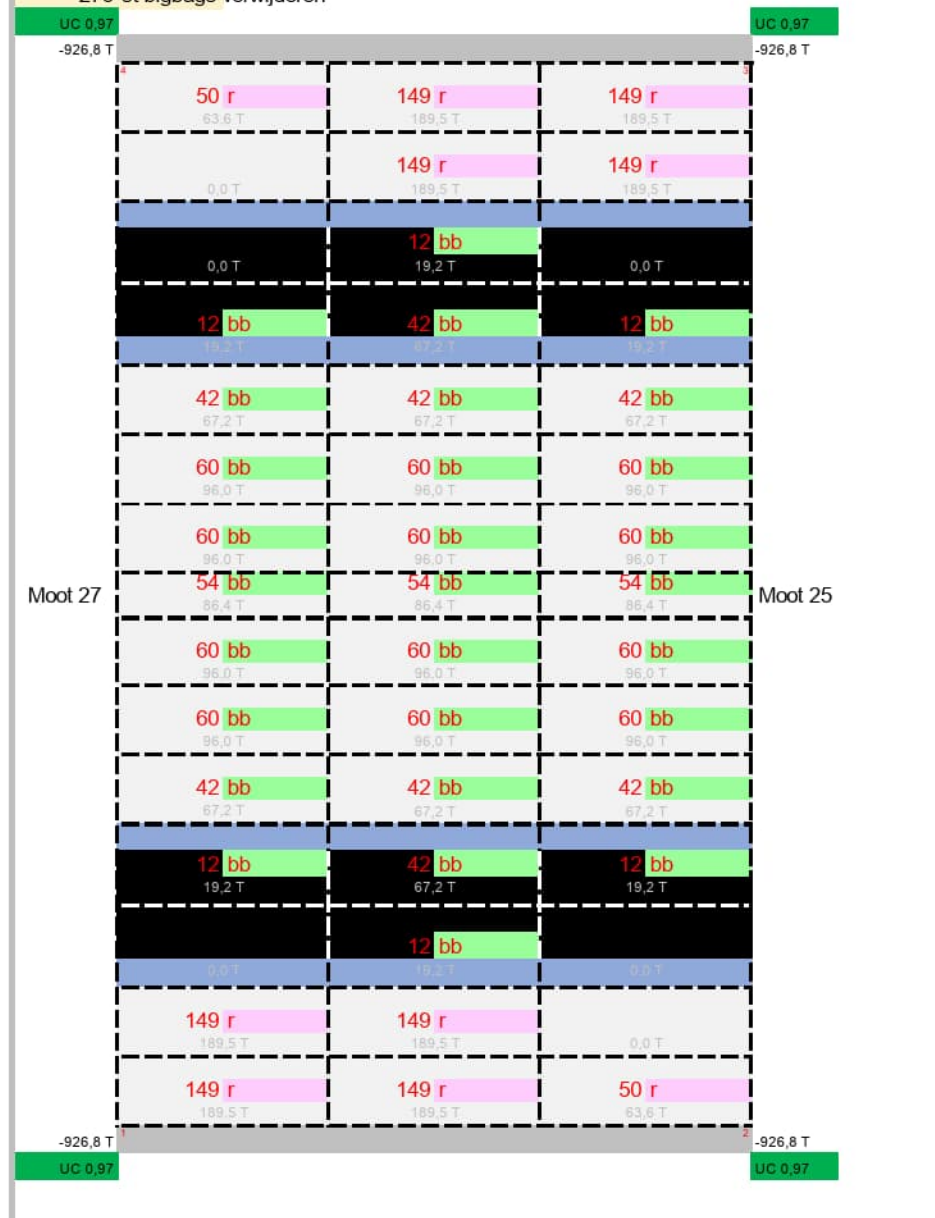 UC 0,97 UC 0,97
-926,8 T -926,8 T
4 3
50 r 149 r 149 r
63,6 T 189,5 T 189,5 T
149 r 149 r
0,0 T 189,5 T 189,5 T
12 bb
0,0 T 19,2 T 0,0 T
12 bb 42 bb 12 bb
19,2 T 67,2 T 19,2 T
42 bb 42 bb 42 bb
67,2 T 67,2 T 67,2 T
60 bb 60 bb 60 bb
96,0 T 96,0 T 96,0 T
60 bb 60 bb 60 bb
96,0 T 96,0 T 96,0 T
54 bb 54 bb 54 bb
Moot 27 86,4 T 86,4 T 86,4 T Moot 25
60 bb 60 bb 60 bb
96,0 T 96,0 T 96,0 T
60 bb 60 bb 60 bb
96,0 T 96,0 T 96,0 T
42 bb 42 bb 42 bb
67,2 T 67,2 T 67,2 T
12 bb 42 bb 12 bb
19,2 T 67,2 T 19,2 T
12 bb
0,0 T 19,2 T 0,0 T
149 r 149 r
189,5 T 189,5 T 0,0 T
149 r 149 r 50 r
189,5 T 189,5 T 63,6 T
1 2
-926,8 T -926,8 T
UC 0,97 UC 0,97